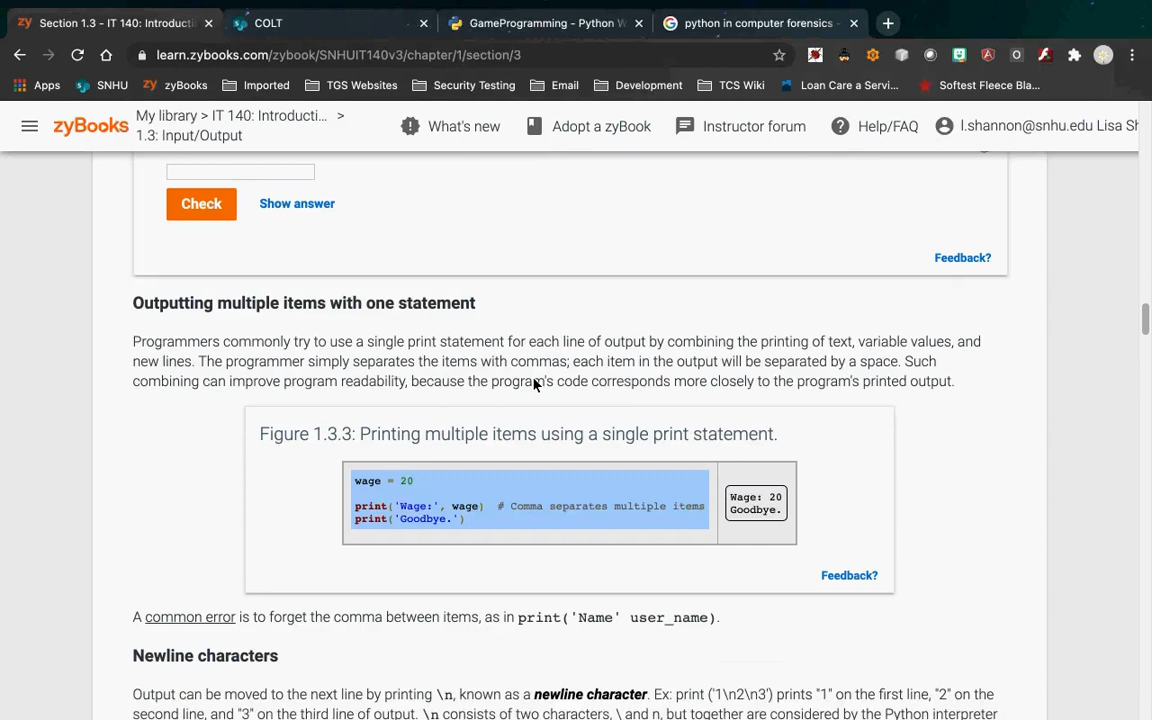 zy Section 1.3 - IT 140: Introducti
COLT
GameProgramming - Python W
python in computer forensics -
learn.zybooks.com/zybook/SNHUIT140v3/chapter/1/section/3
Apps
SNHU
zy zyBooks
Imported
TGS Websites
Security Testing
Email
Development
TCS Wiki
Loan Care a Servi...
Softest Fleece Bla...
zyBooks
My library > IT 140: Introducti... >
1.3: Input/Output
What's new
Adopt a zyBook
Instructor forum
Help/FAQ
l.shannon@snhu.edu Lisa Sh
Check
Show answer
Feedback?
Outputting multiple items with one statement
Programmers commonly try to use a single print statement for each line of output by combining the printing of text, variable values, and
new lines. The programmer simply separates the items with commas; each item in the output will be separated by a space. Such
combining can improve program readability, because the program's code corresponds more closely to the program's printed output.
Figure 1.3.3: Printing multiple items using a single print statement.
wage = 20
print('Wage:', wage)  # Comma separates multiple items
print('Goodbye.')
Wage: 20
Goodbye.
Feedback?
A common error is to forget the comma between items, as in print('Name' user_name).
Newline characters
Output can be moved to the next line by printing \n, known as a newline character. Ex: print ('1\n2\n3') prints "1" on the first line, "2" on the
second line, and "3" on the third line of output. \n consists of two characters, \ and n, but together are considered by the Python interpreter